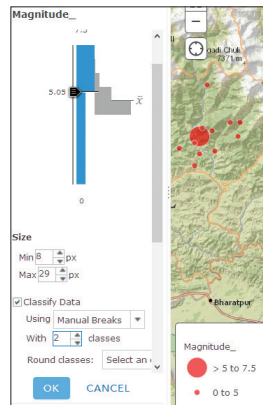 Magnitude_
7.5
5.05
x̄
0
Size
Min 8 px
Max 29 px
Classify Data
Using Manual Breaks
With 2 classes
Round classes: Select an
OK CANCEL
gadi Chuli
7371 m
Bharatpur
Magnitude_
> 5 to 7.5
0 to 5